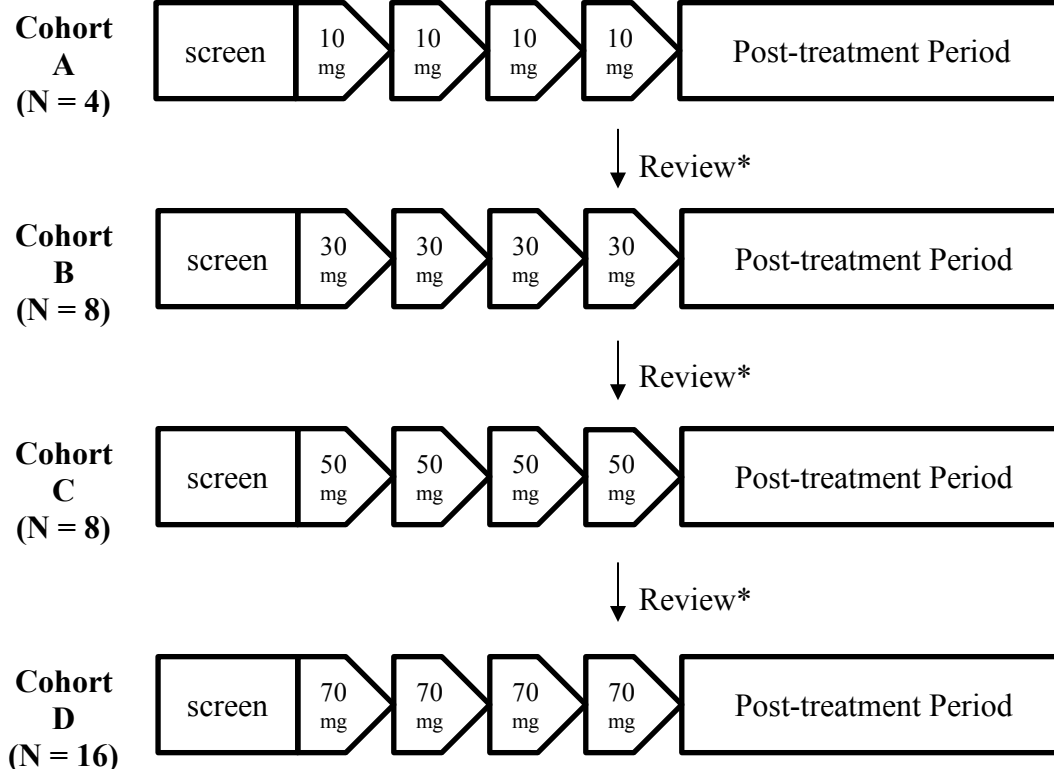 Cohort
A
(N = 4)
screen
10
mg
10
mg
10
mg
10
mg
Post-treatment Period
Review*
Cohort
B
(N = 8)
screen
30
mg
30
mg
30
mg
30
mg
Post-treatment Period
Review*
Cohort
C
(N = 8)
screen
50
mg
50
mg
50
mg
50
mg
Post-treatment Period
Review*
Cohort
D
(N = 16)
screen
70
mg
70
mg
70
mg
70
mg
Post-treatment Period